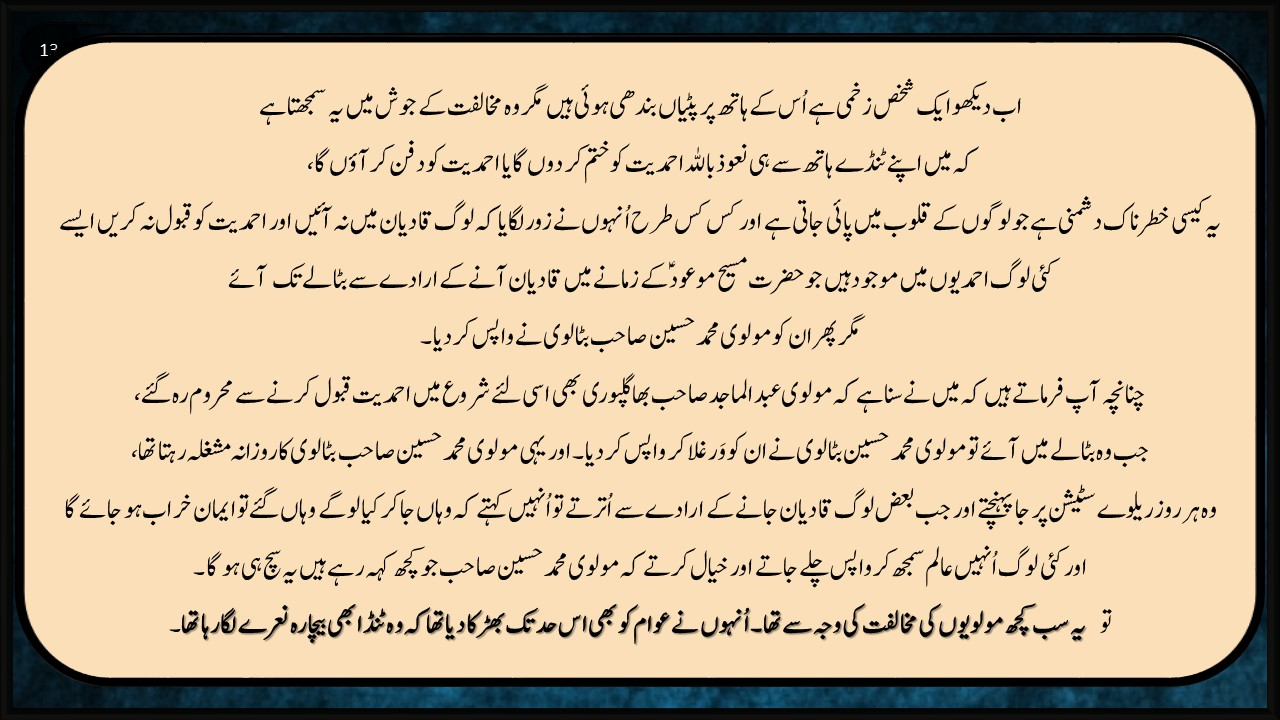 اب دیکھو ایک شخص زخمی ہے اُس کے ہاتھ پر پٹیاں بندھی ہوئی ہیں مگر وہ مخالفت کے جوش میں یہ سمجھتا ہے
کہ میں اپنے ٹنڈے ہاتھ سے ہی نعوذ باللہ احمدیت کو ختم کر دوں گا یا احمدیت کو دفن کر آؤں گا،
یہ کیسی خطرناک دشمنی ہے جو لوگوں کے قلوب میں پائی جاتی ہے اور کس کس طرح اُنہوں نے زور لگایا کہ لوگ قادیان میں نہ آئیں اور احمدیت کو قبول نہ کریں ایسے
کئی لوگ احمدیوں میں موجود ہیں جو حضرت مسیح موعودؑ کے زمانے میں قادیان آنے کے ارادے سے بٹالے تک آئے
مگر پھر ان کو مولوی محمد حسین صاحب بٹالوی نے واپس کر دیا۔
چنانچہ آپ فرماتے ہیں کہ میں نے سنا ہے کہ مولوی عبد الماجد صاحب بھاگلپوری بھی اسی لئے شروع میں احمدیت قبول کرنے سے محروم رہ گئے،
جب وہ بٹالے میں آئے تو مولوی محمد حسین بٹالوی نے ان کو وَرغلا کر واپس کر دیا۔ اور یہی مولوی محمد حسین صاحب بٹالوی کا روزانہ مشغلہ رہتا تھا،
وہ ہر روز ریلوے سٹیشن پر جا پہنچتے اور جب بعض لوگ قادیان جانے کے ارادے سے اُترتے تو اُنہیں کہتے کہ وہاں جا کر کیا لو گے وہاں گئے تو ایمان خراب ہو جائے گا
اور کئی لوگ اُنہیں عالم سمجھ کر واپس چلے جاتے اور خیال کرتے کہ مولوی محمد حسین صاحب جو کچھ کہہ رہے ہیں یہ سچ ہی ہو گا۔
تو یہ سب کچھ مولویوں کی مخالفت کی وجہ سے تھا۔ اُنہوں نے عوام کو بھی اس حد تک بھڑکا دیا تھا کہ وہ ٹنڈا بھی بیچارہ نعرے لگا رہا تھا۔